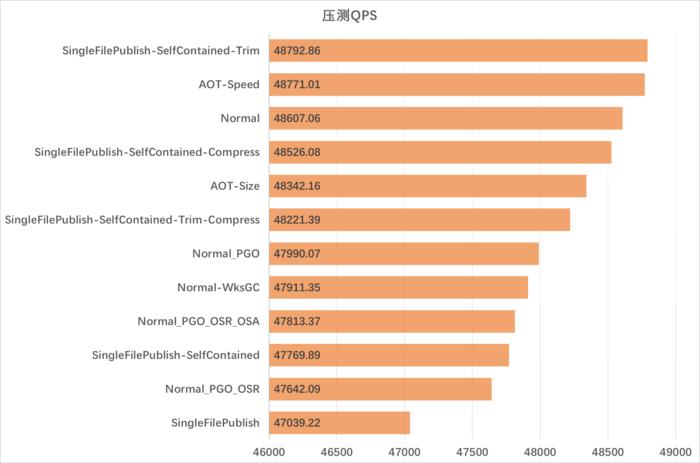 压测QPS
SingleFilePublish-SelfContained-Trim 48792.86
AOT-Speed 48771.01
Normal 48607.06
SingleFilePublish-SelfContained-Compress 48526.08
AOT-Size 48342.16
SingleFilePublish-SelfContained-Trim-Compress 48221.39
Normal_PGO 47990.07
Normal-WksGC 47911.35
Normal_PGO_OSR_OSA 47813.37
SingleFilePublish-SelfContained 47769.89
Normal_PGO_OSR 47642.09
SingleFilePublish 47039.22
46000 46500 47000 47500 48000 48500 49000